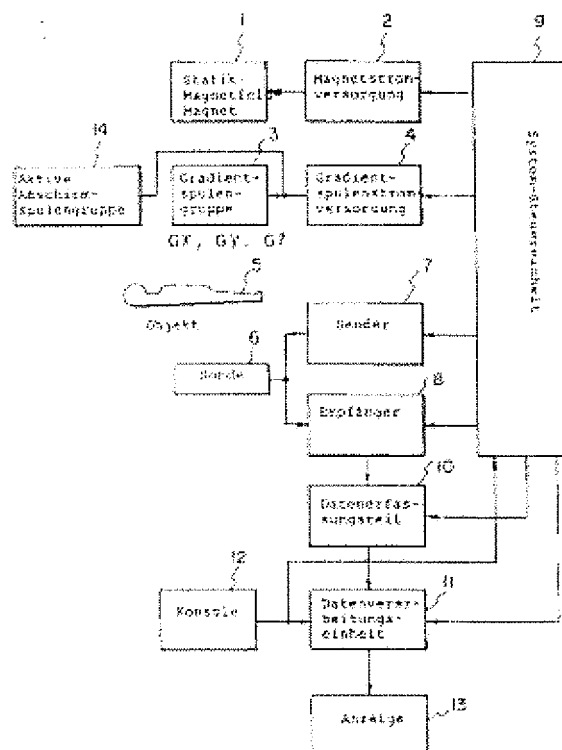 1
2
9
Statik-
Magnetfeld
Magnet
Magnetstrom
versorgung
System-Steuereinheit
14
3
4
Aktive
Abschirm-
spulengruppe
Gradient-
spulen-
gruppe
Gradient-
spulenstrom
versorgung
GX, GY. GZ
5
7
Objekt
Sender
6
Sonde
8
Empfänger
10
Datenerfas-
sungsteil
12
11
Konsole
Datenverar-
beitungs-
einheit
Anzeige
13